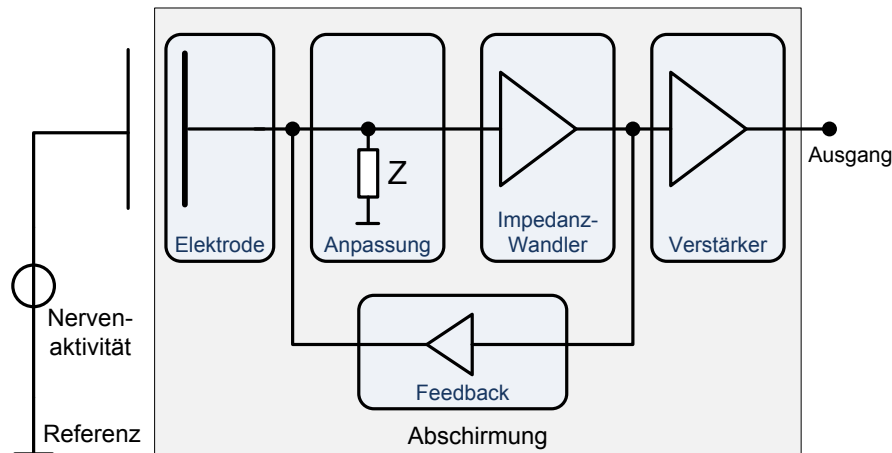 Elektrode
Anpassung
Z
Impedanz-
Wandler
Verstärker
Ausgang
Nerven-
aktivität
Feedback
Referenz
Abschirmung